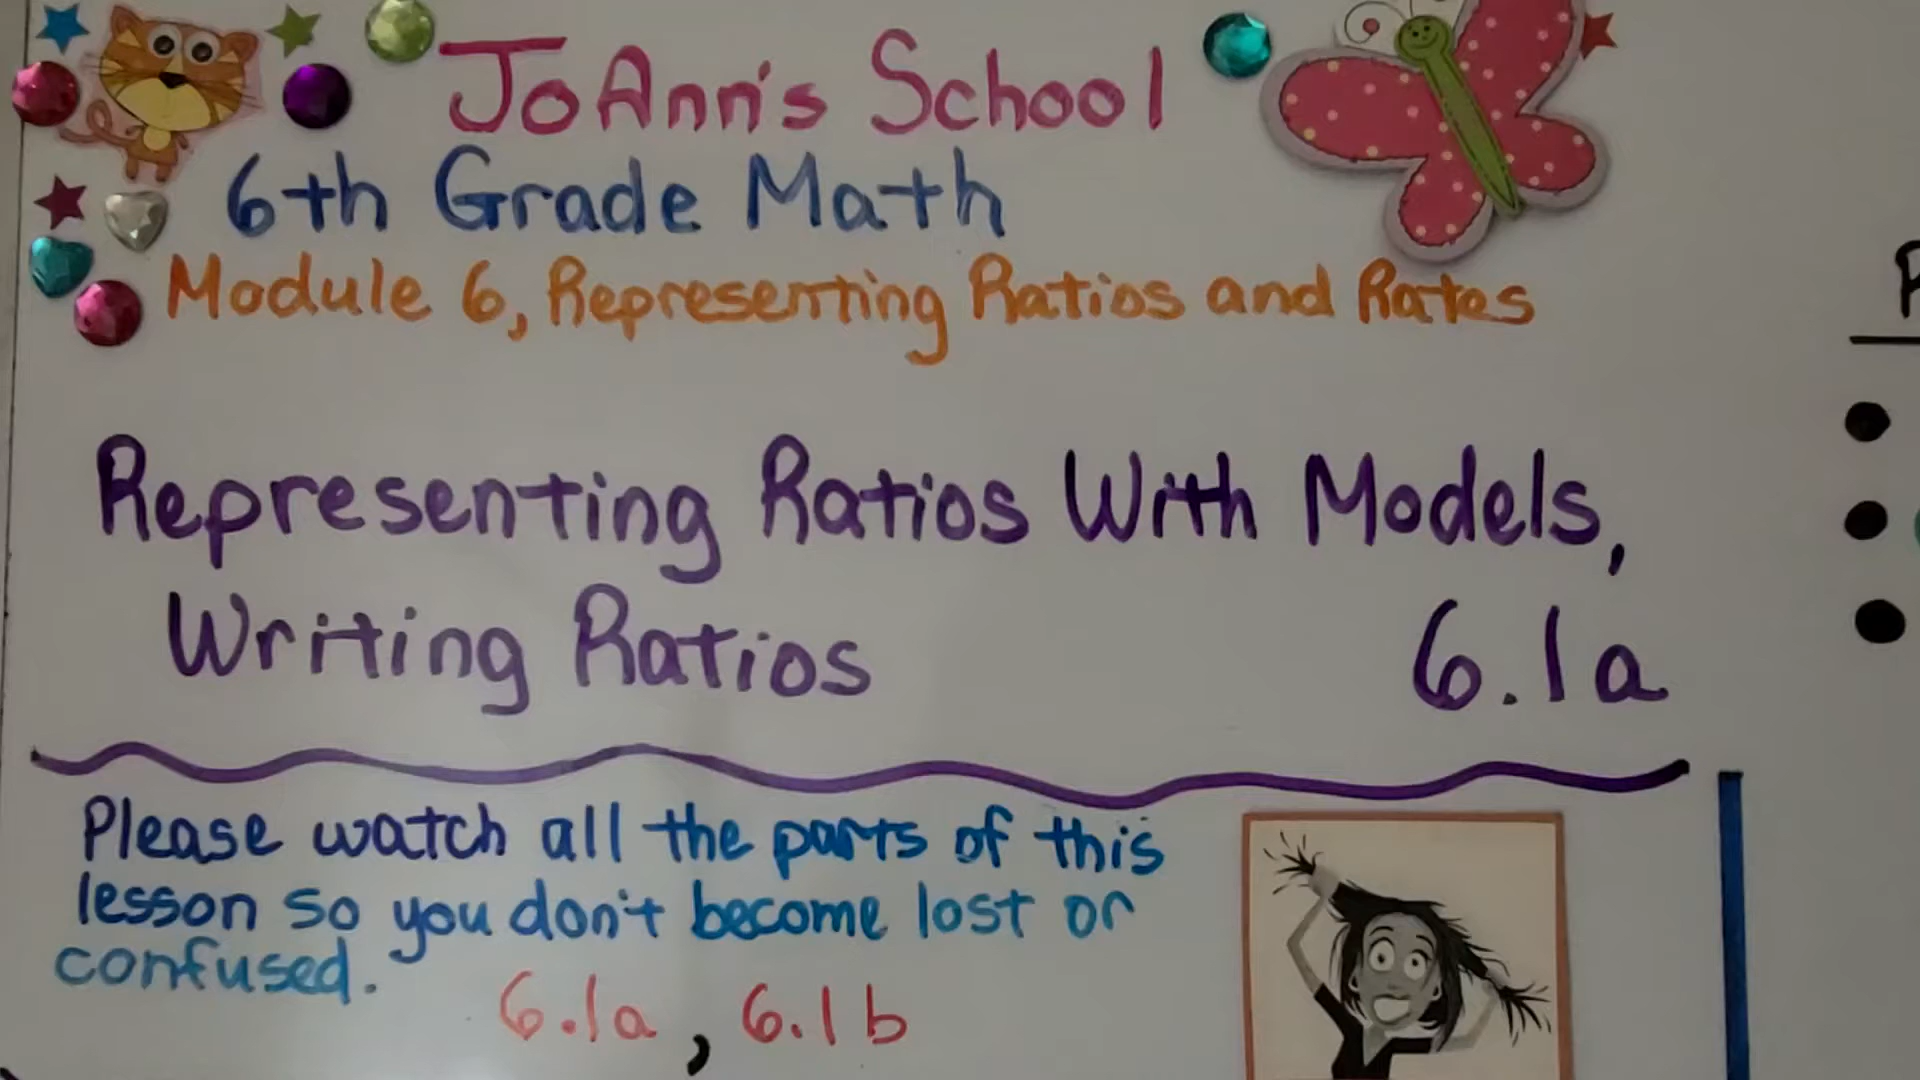 JoAnn's School
6th Grade Math
Module 6, Representing Ratios and Rates
Representing Ratios With Models,
Writing Ratios 6.1a
Please watch all the parts of this
lesson so you don't become lost or
confused.
6.1a, 6.1b